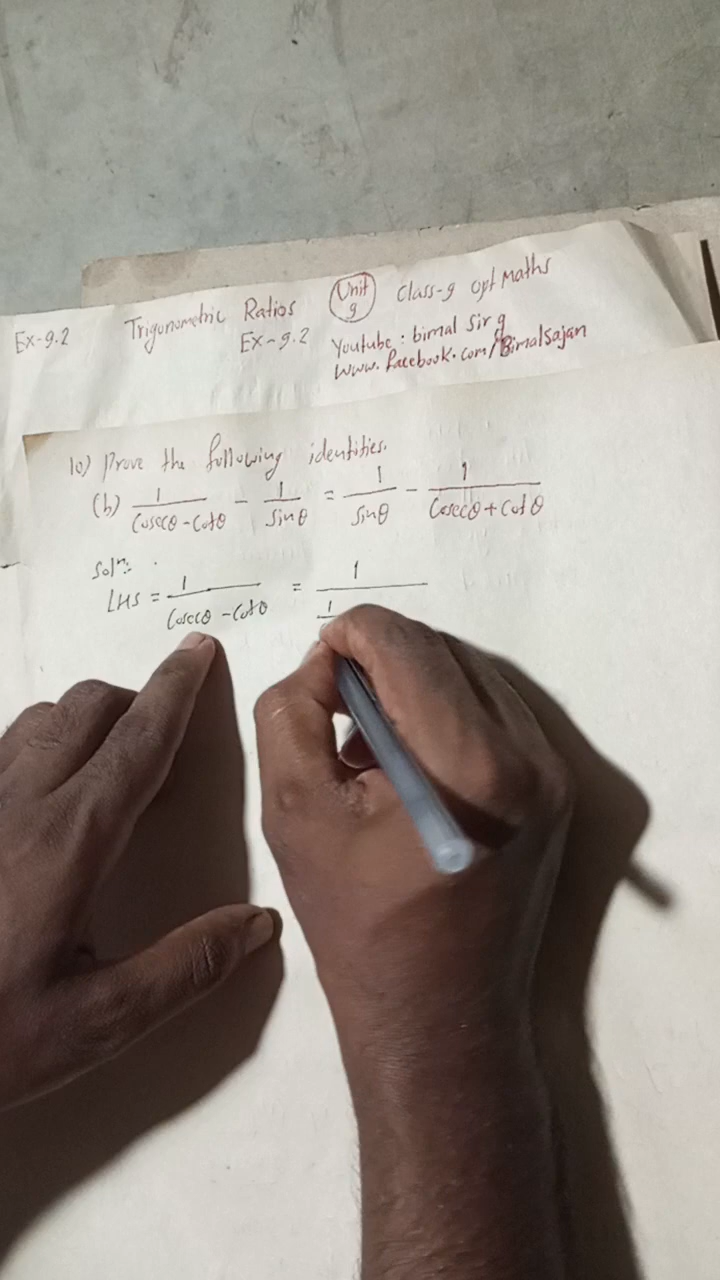 Ex-9.2 Trigonometric Ratios Unit 9 Class-9 opt Maths
Ex-9.2 Youtube : bimal Sir g
www.facebook.com/Bimalsajan
10) Prove the following identities.
(h) 1/(Cosecθ - Cotθ) - 1/Sinθ = 1/Sinθ - 1/(Cosecθ + Cotθ)
Soln:
LHS = 1/(Cosecθ - Cotθ) = 1/(1/